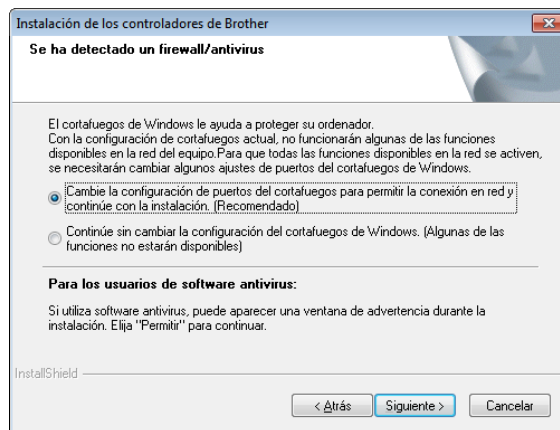 Instalación de los controladores de Brother
Se ha detectado un firewall/antivirus
El cortafuegos de Windows le ayuda a proteger su ordenador.
Con la configuración de cortafuegos actual, no funcionarán algunas de las funciones
disponibles en la red del equipo.Para que todas las funciones disponibles en la red se activen,
se necesitarán cambiar algunos ajustes de puertos del cortafuegos de Windows.
Cambie la configuración de puertos del cortafuegos para permitir la conexión en red y
continúe con la instalación. (Recomendado)
Continúe sin cambiar la configuración del cortafuegos de Windows. (Algunas de las
funciones no estarán disponibles)
Para los usuarios de software antivirus:
Si utiliza software antivirus, puede aparecer una ventana de advertencia durante la
instalación. Elija "Permitir" para continuar.
InstallShield
< Atrás Siguiente > Cancelar